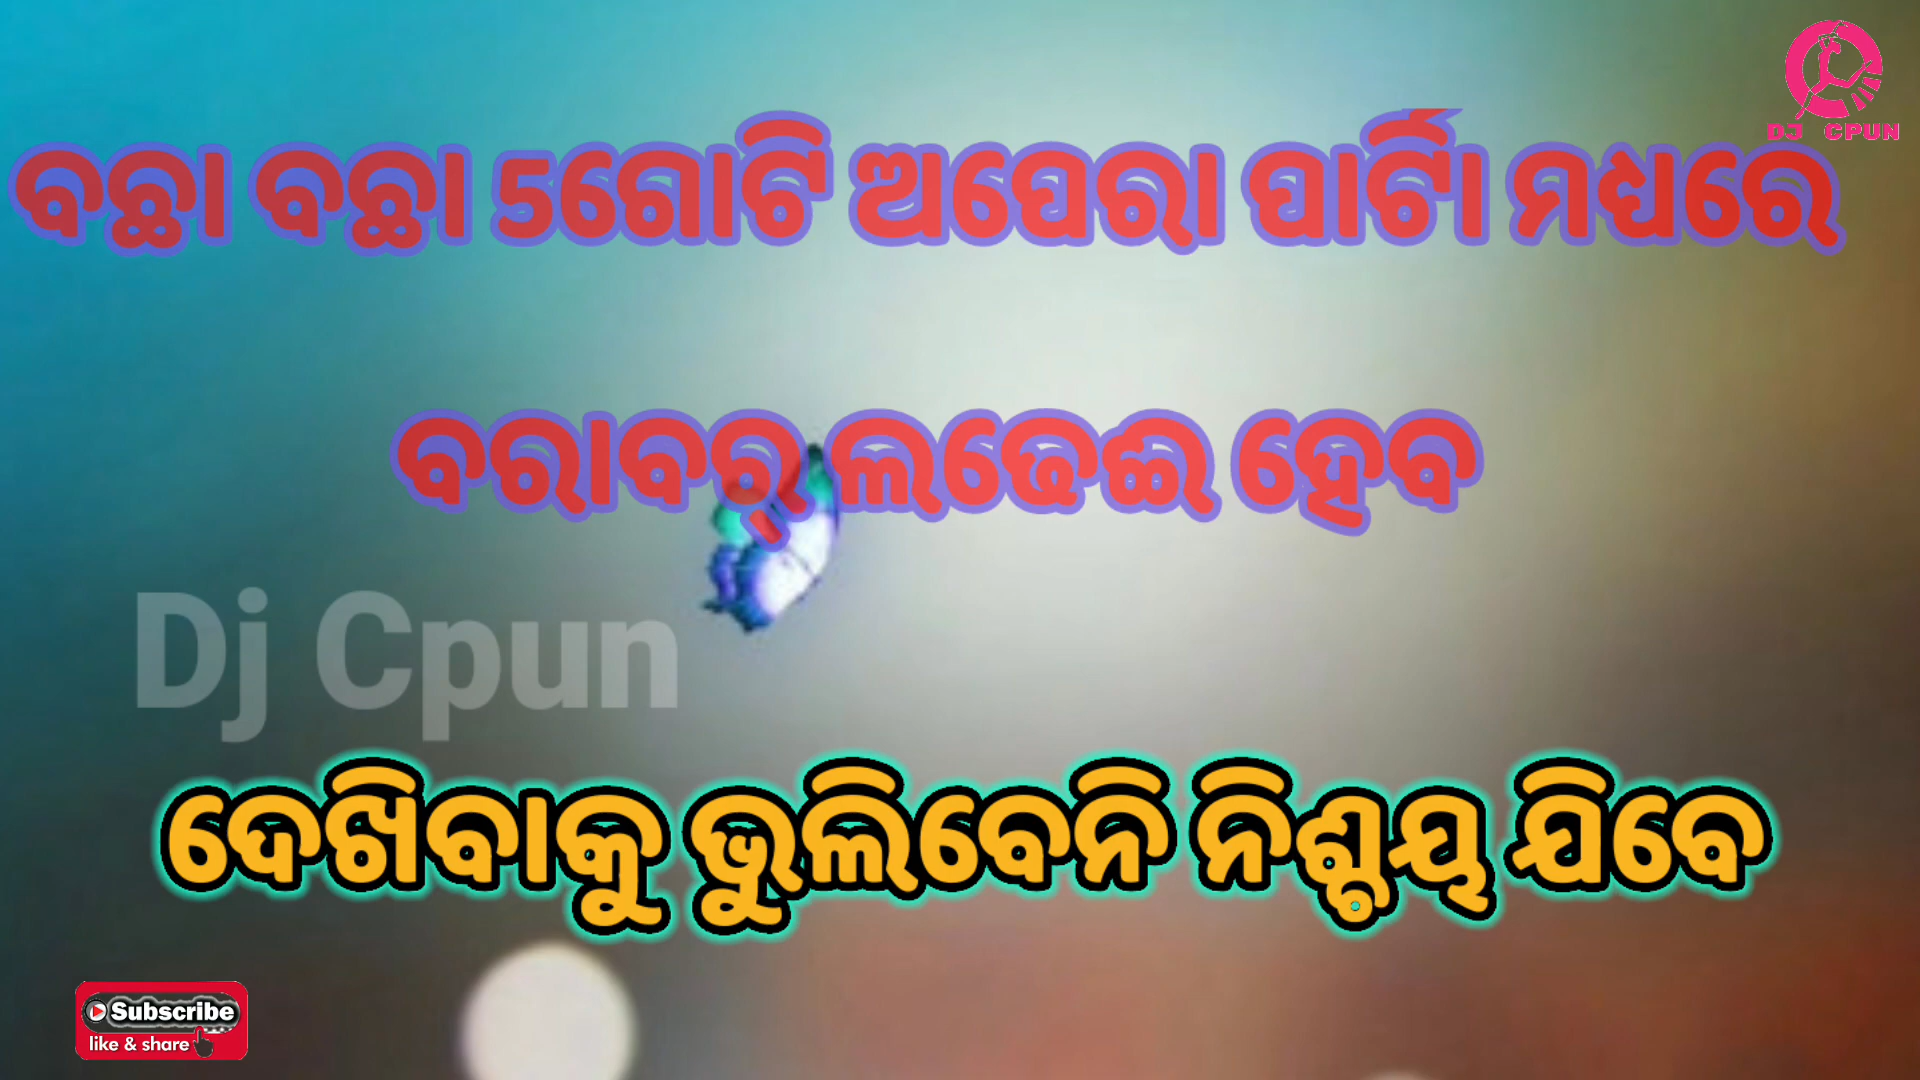 DJ CPUN
ବଛା ବଛା 5ଗୋଟି ଅପେରା ପାର୍ଟିା ମଧ୍ୟରେ
ବରାବର୍ ଲଢେଈ ହେବ
Dj Cpun
ଦେଖିବାକୁ ଭୁଲିବେନି ନିଶ୍ଚୟ ଯିବେ
Subscribe
like & share